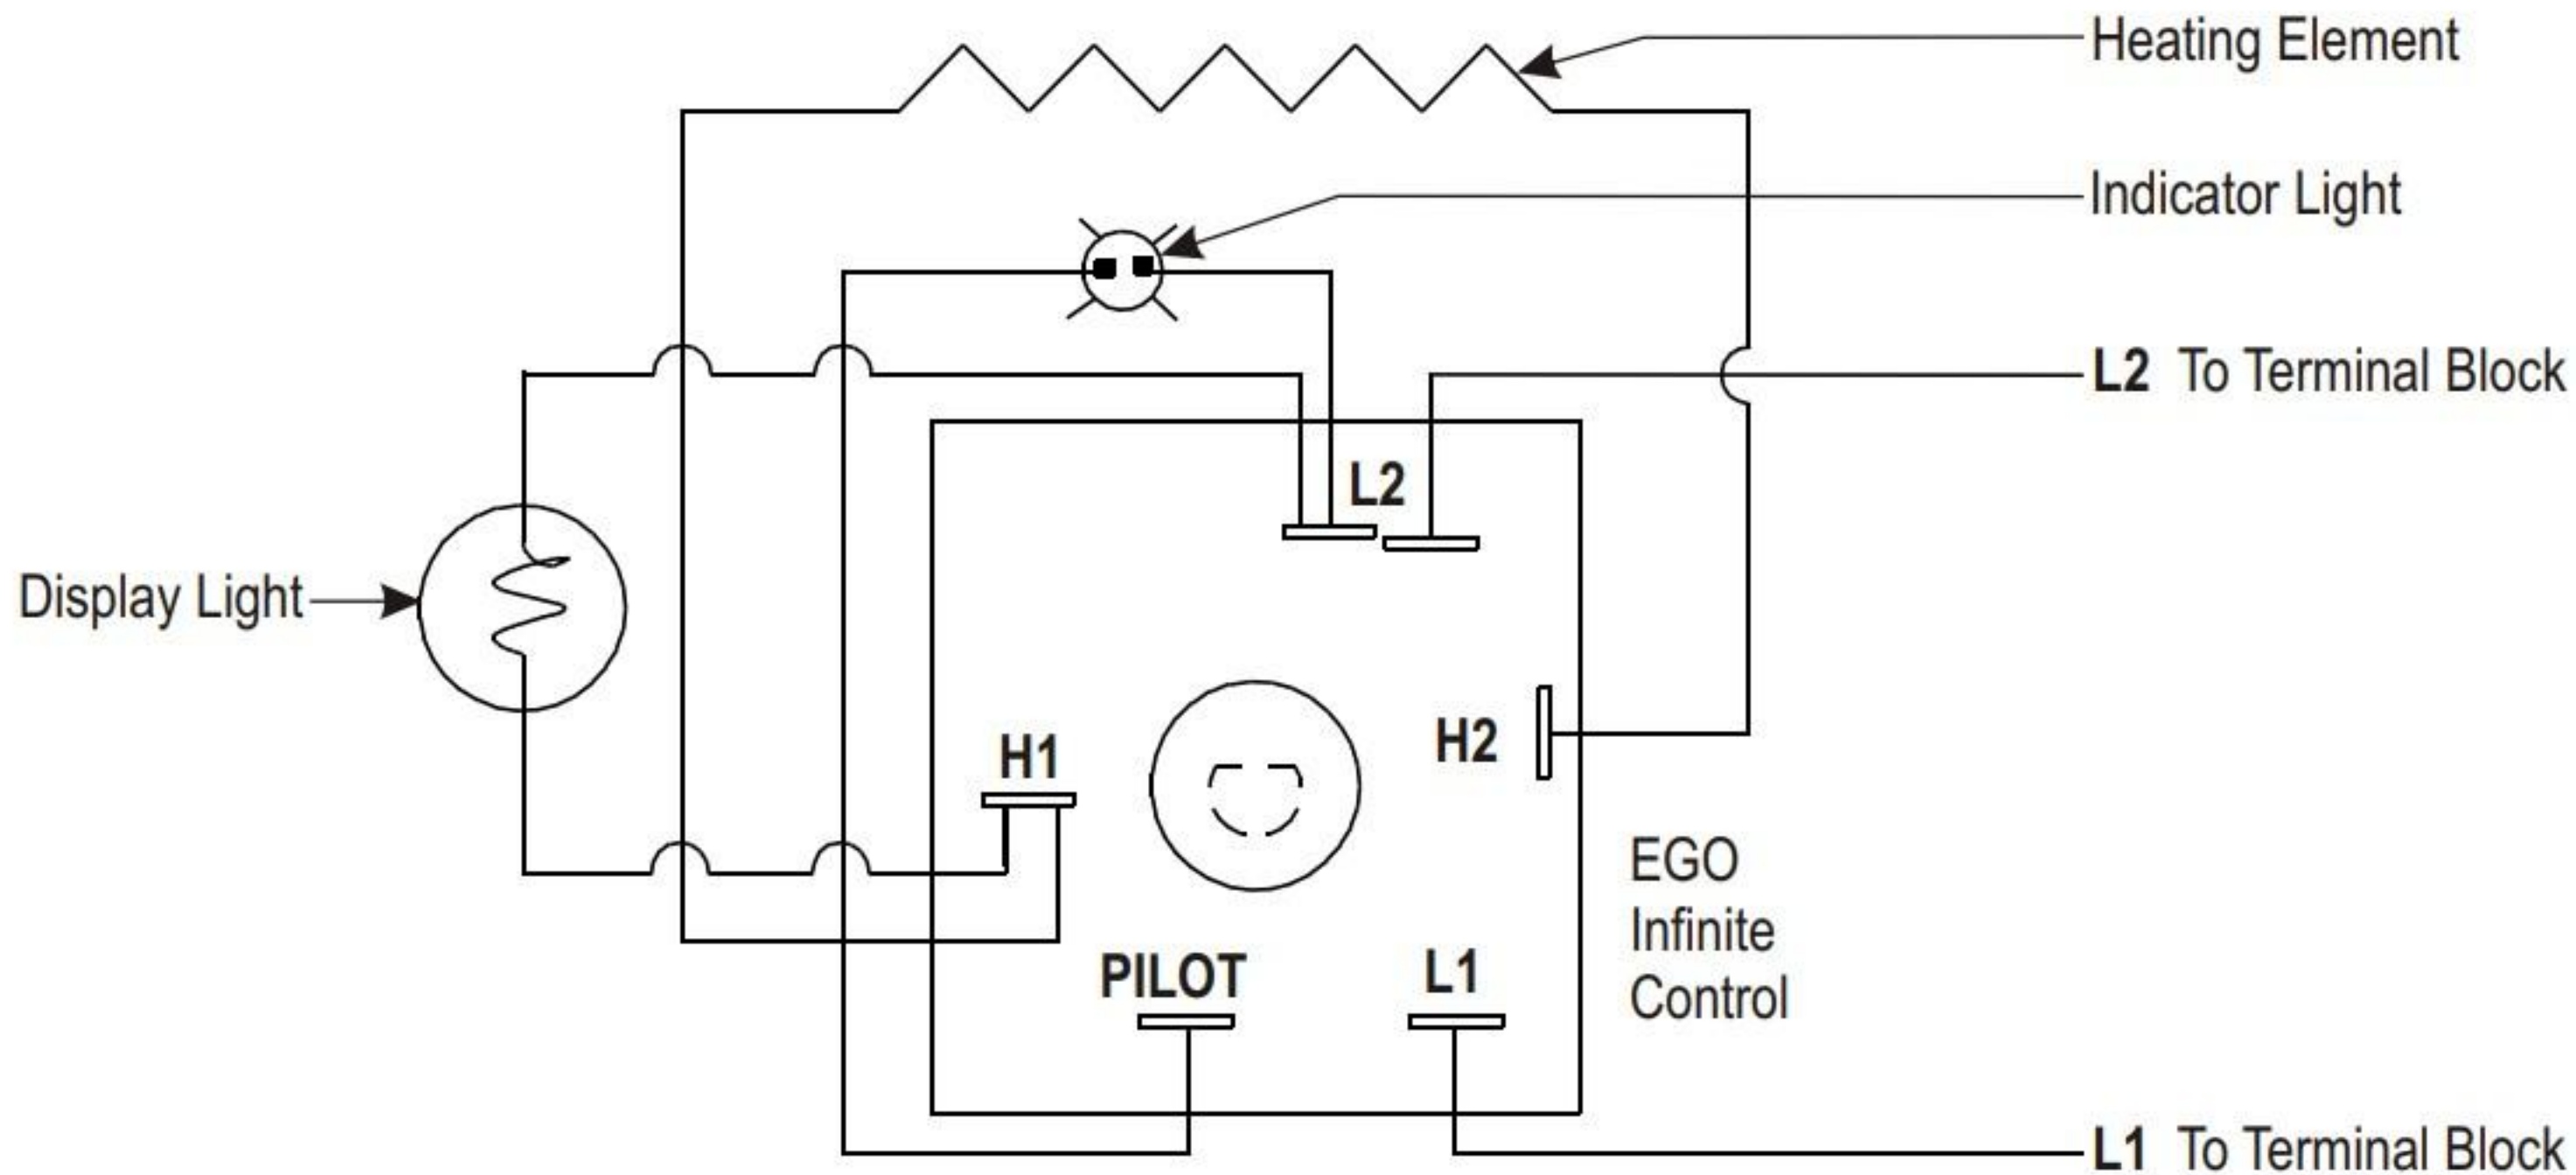 Heating Element
Indicator Light
L2 To Terminal Block
L2
Display Light
H1
H2
EGO
Infinite
Control
PILOT
L1
L1 To Terminal Block